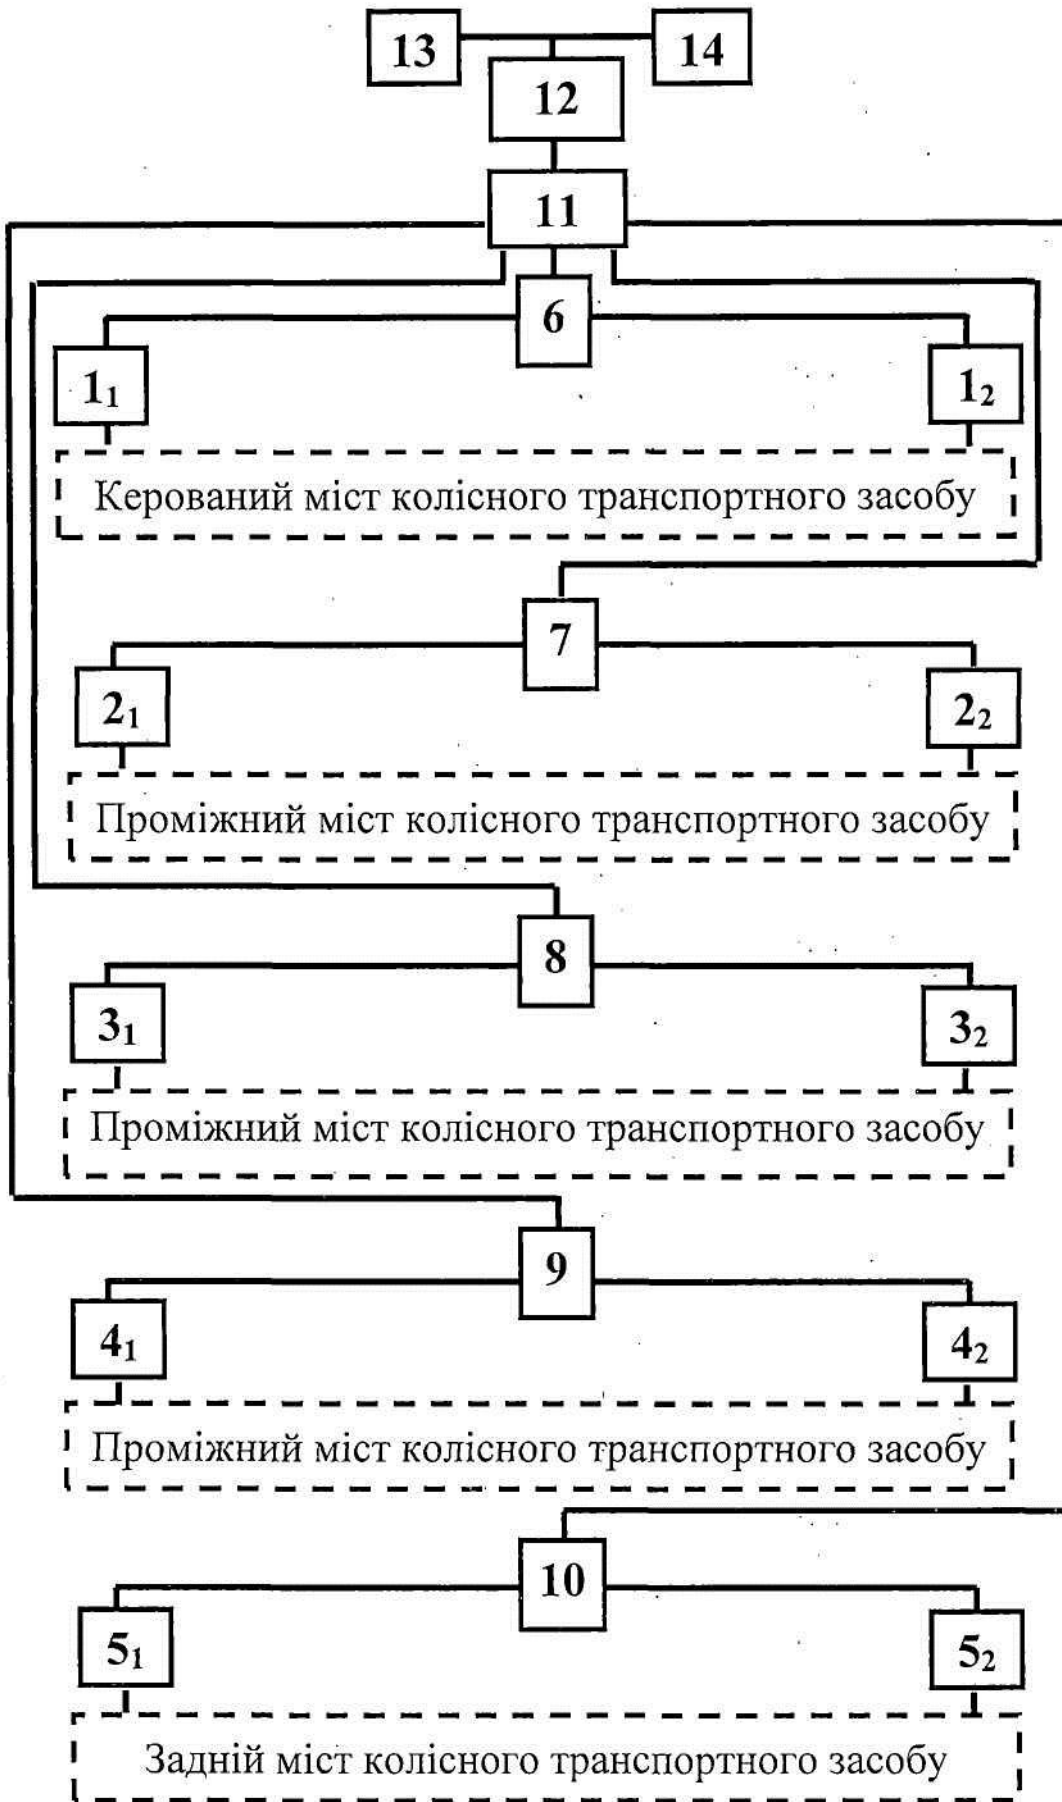 13 14
12
11
6
1₁ 1₂
Керований міст колісного транспортного засобу
7
2₁ 2₂
Проміжний міст колісного транспортного засобу
8
3₁ 3₂
Проміжний міст колісного транспортного засобу
9
4₁ 4₂
Проміжний міст колісного транспортного засобу
10
5₁ 5₂
Задній міст колісного транспортного засобу